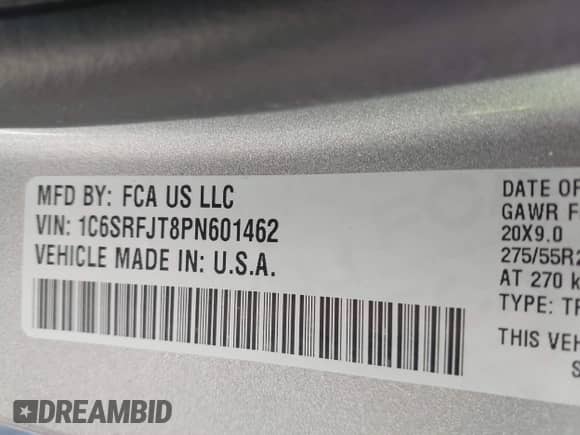 MFD BY: FCA US LLC
VIN: 1C6SRFJT8PN601462
VEHICLE MADE IN: U.S.A.
DATE OF
GAWR F
20X9.0
275/55R2
AT 270 k
TYPE: TR
THIS VEH
S
DREAMBID